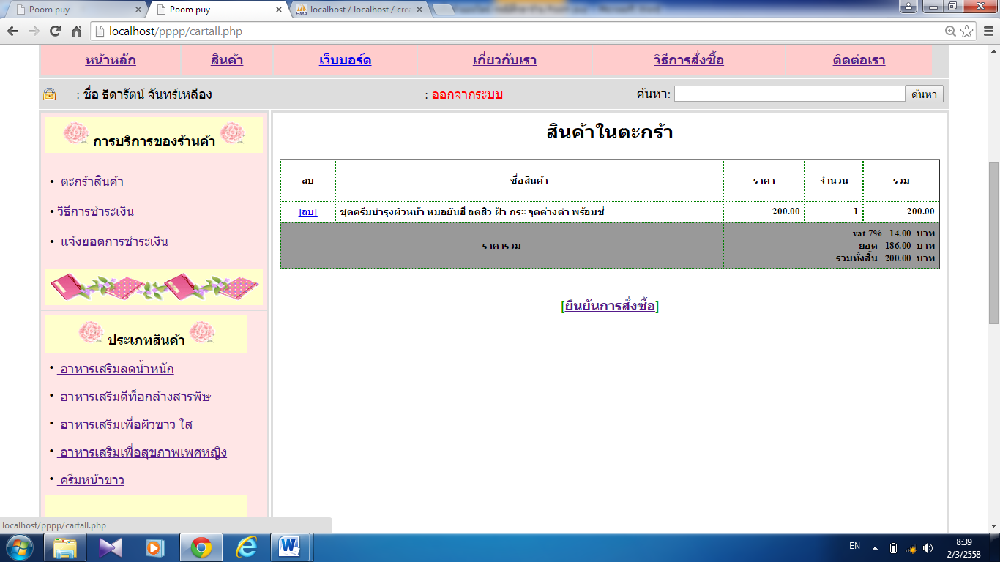 Poom puy
Poom puy
localhost / localhost / crea
localhost/pppp/cartall.php
หน้าหลัก สินค้า เว็บบอร์ด เกี่ยวกับเรา วิธีการสั่งซื้อ ติดต่อเรา
: ชื่อ ธิดารัตน์ จันทร์เหลือง : ออกจากระบบ ค้นหา: ค้นหา
การบริการของร้านค้า
• ตะกร้าสินค้า
• วิธีการชำระเงิน
• แจ้งยอดการชำระเงิน
ประเภทสินค้า
• อาหารเสริมลดน้ำหนัก
• อาหารเสริมดีท็อกล้างสารพิษ
• อาหารเสริมเพื่อผิวขาว ใส
• อาหารเสริมเพื่อสุขภาพเพศหญิง
• ครีมหน้าขาว
สินค้าในตะกร้า
ลบ ชื่อสินค้า ราคา จำนวน รวม
[ลบ] ชุดครีมบำรุงผิวหน้า หมอยันฮี ลดสิว ฝ้า กระ จุดด่างดำ พร้อมซ่ 200.00 1 200.00
ราคารวม
vat 7% 14.00 บาท
ยอด 186.00 บาท
รวมทั้งสิ้น 200.00 บาท
[ยืนยันการสั่งซื้อ]
localhost/pppp/cartall.php
EN
8:39
2/3/2558